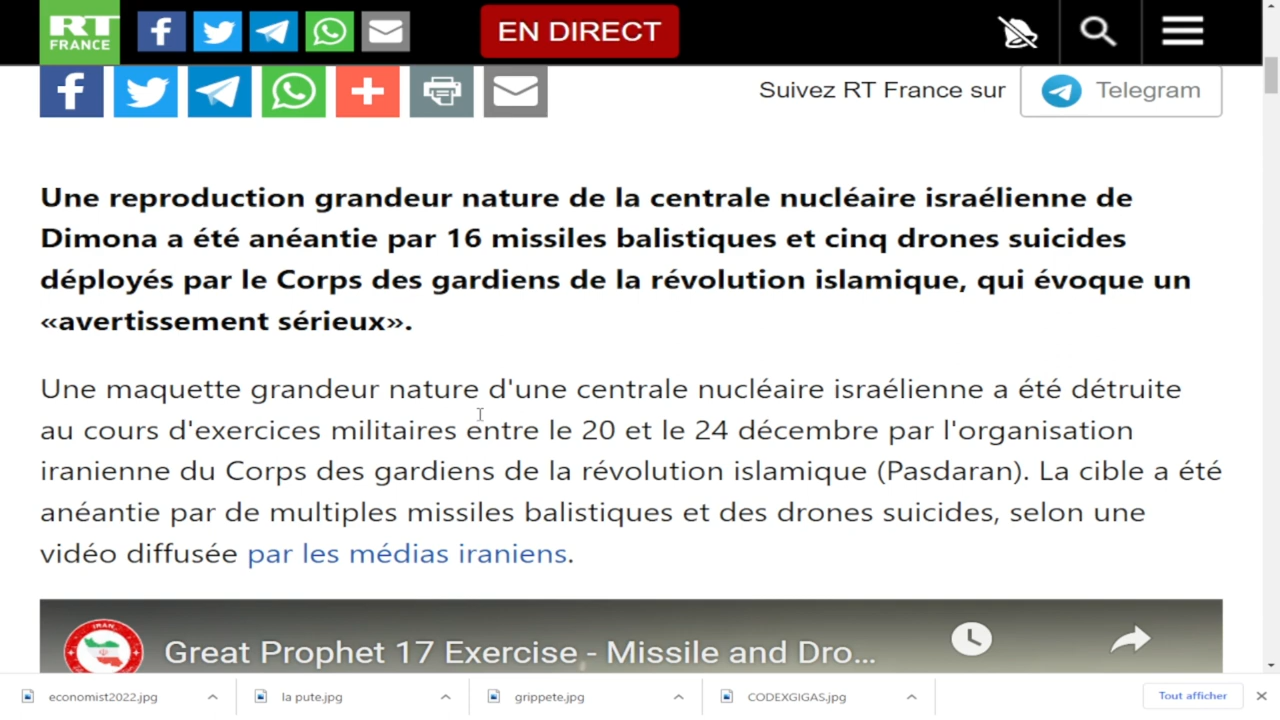 RT
FRANCE
EN DIRECT
Suivez RT France sur
Telegram
Une reproduction grandeur nature de la centrale nucléaire israélienne de
Dimona a été anéantie par 16 missiles balistiques et cinq drones suicides
déployés par le Corps des gardiens de la révolution islamique, qui évoque un
«avertissement sérieux».
Une maquette grandeur nature d'une centrale nucléaire israélienne a été détruite
au cours d'exercices militaires entre le 20 et le 24 décembre par l'organisation
iranienne du Corps des gardiens de la révolution islamique (Pasdaran). La cible a été
anéantie par de multiples missiles balistiques et des drones suicides, selon une
vidéo diffusée par les médias iraniens.
IRAN
Great Prophet 17 Exercise - Missile and Dro...
economist2022.jpg
la pute.jpg
grippete.jpg
CODEXGIGAS.jpg
Tout afficher